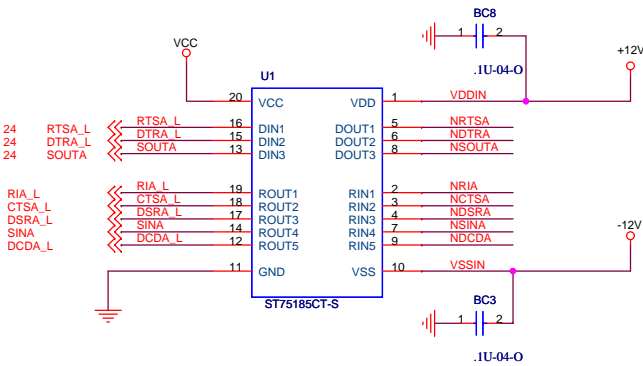 BC8
1 2
.1U-04-O
+12V
VCC
U1
20 VCC VDD 1 VDDIN
24 RTSA_L RTSA_L 16 DIN1 DOUT1 5 NRTSA
24 DTRA_L DTRA_L 15 DIN2 DOUT2 6 NDTRA
24 SOUTA SOUTA 13 DIN3 DOUT3 8 NSOUTA
RIA_L RIA_L 19 ROUT1 RIN1 2 NRIA
CTSA_L CTSA_L 18 ROUT2 RIN2 3 NCTSA
DSRA_L DSRA_L 17 ROUT3 RIN3 4 NDSRA
SINA SINA 14 ROUT4 RIN4 7 NSINA
DCDA_L DCDA_L 12 ROUT5 RIN5 9 NDCDA
-12V
11 GND VSS 10 VSSIN
ST75185CT-S
BC3
1 2
.1U-04-O